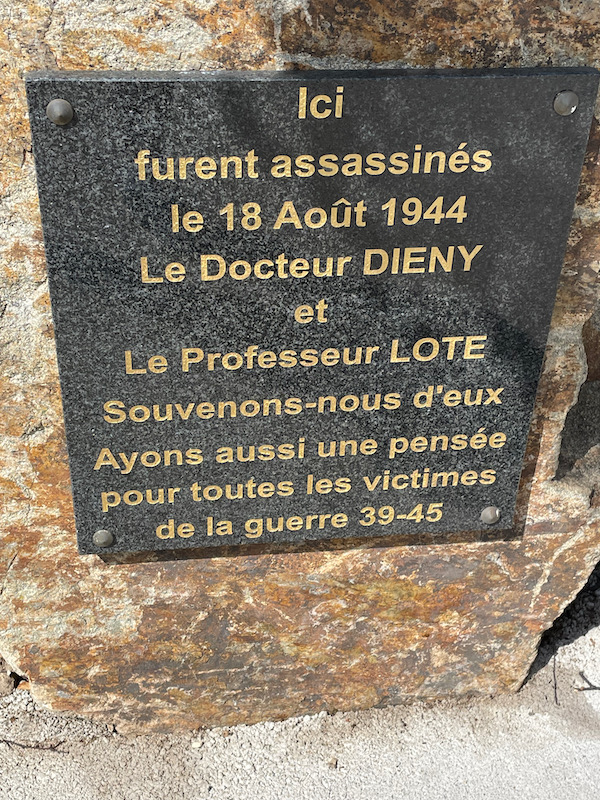 Ici
furent assassinés
le 18 Août 1944
Le Docteur DIENY
et
Le Professeur LOTE
Souvenons-nous d'eux
Ayons aussi une pensée
pour toutes les victimes
de la guerre 39-45